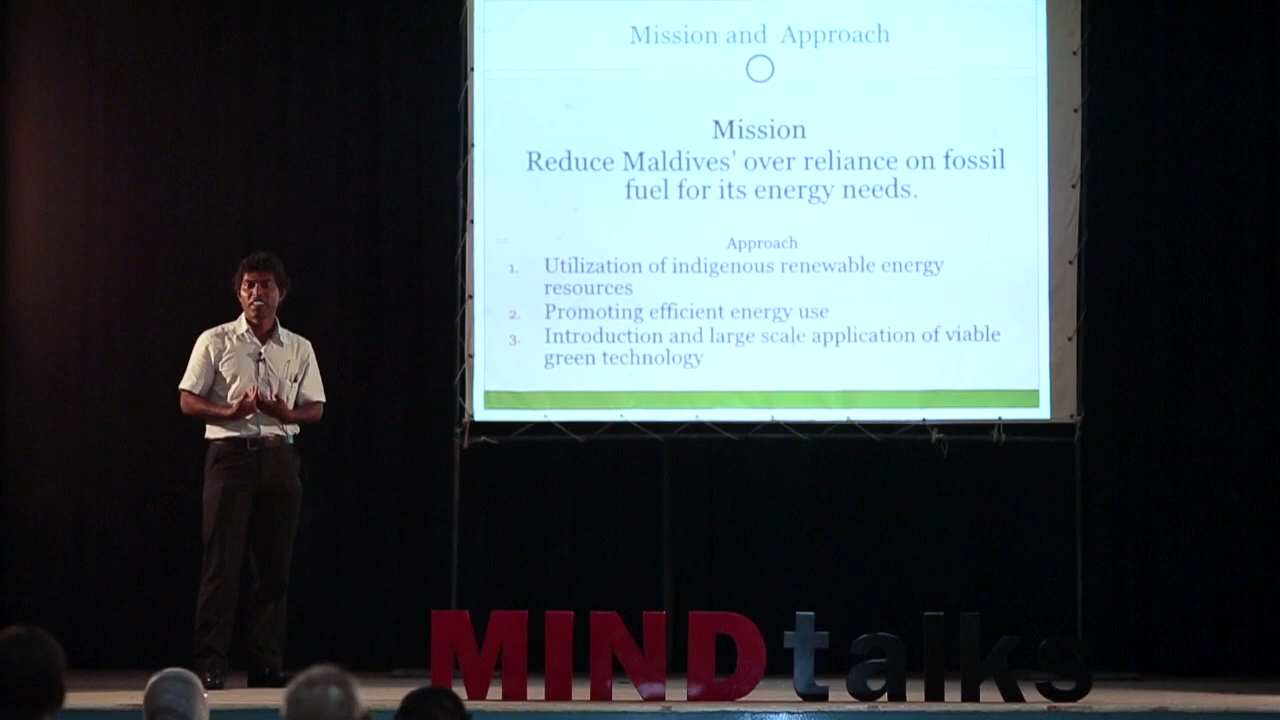 Mission and Approach
Mission
Reduce Maldives’ over reliance on fossil
fuel for its energy needs.
Approach
1. Utilization of indigenous renewable energy
resources
2. Promoting efficient energy use
3. Introduction and large scale application of viable
green technology
MINDtalks